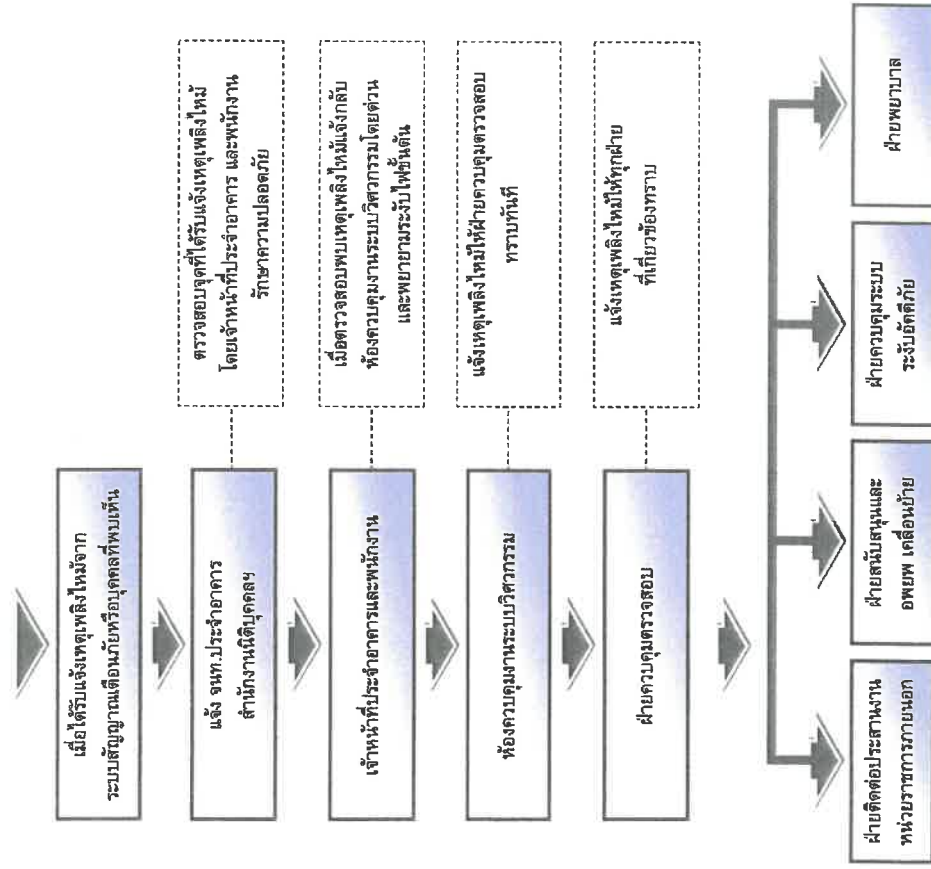 เมื่อได้รับแจ้งเหตุเพลิงไหม้จาก
ระบบสัญญาณเตือนภัยหรือบุคคลที่พบเห็น
แจ้ง จนท.ประจำอาคาร
สำนักงานนิติบุคคลฯ
ตรวจสอบจุดที่ได้รับแจ้งเหตุเพลิงไหม้
โดยเจ้าหน้าที่ประจำอาคาร และพนักงาน
รักษาความปลอดภัย
เจ้าหน้าที่ประจำอาคารและพนักงาน
เมื่อตรวจสอบพบเหตุเพลิงไหม้แจ้งกลับ
ห้องควบคุมงานระบบวิศวกรรมโดยด่วน
และพยายามระงับไฟขั้นต้น
ห้องควบคุมงานระบบวิศวกรรม
แจ้งเหตุเพลิงไหม้ให้ฝ่ายควบคุมตรวจสอบ
ทราบทันที
ฝ่ายควบคุมตรวจสอบ
แจ้งเหตุเพลิงไหม้ให้ทุกฝ่าย
ที่เกี่ยวข้องทราบ
ฝ่ายติดต่อประสานงาน
หน่วยราชการภายนอก
ฝ่ายสนับสนุนและ
อพยพ เคลื่อนย้าย
ฝ่ายควบคุมระบบ
ระงับอัคคีภัย
ฝ่ายพยาบาล